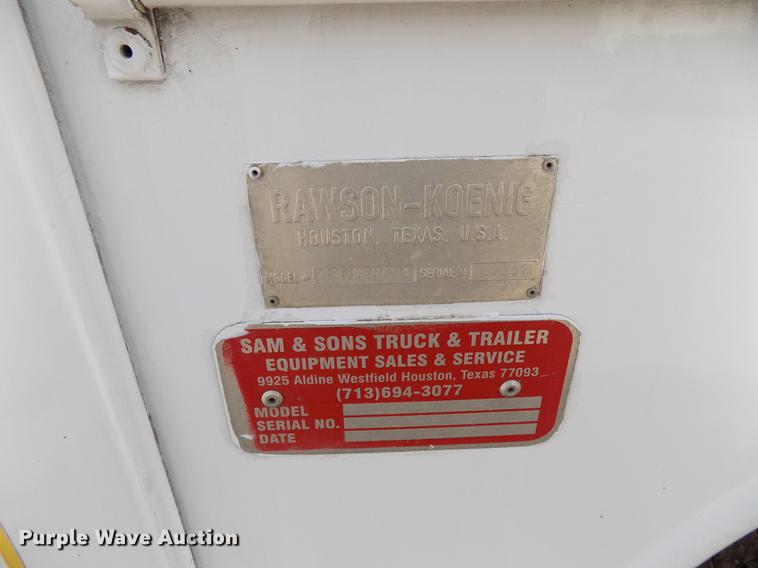 RAWSON-KOENIG
HOUSTON, TEXAS, U.S.A.
MODEL # SERIAL #
SAM & SONS TRUCK & TRAILER
EQUIPMENT SALES & SERVICE
9925 Aldine Westfield Houston, Texas 77093
(713)694-3077
MODEL
SERIAL NO.
DATE
Purple Wave Auction